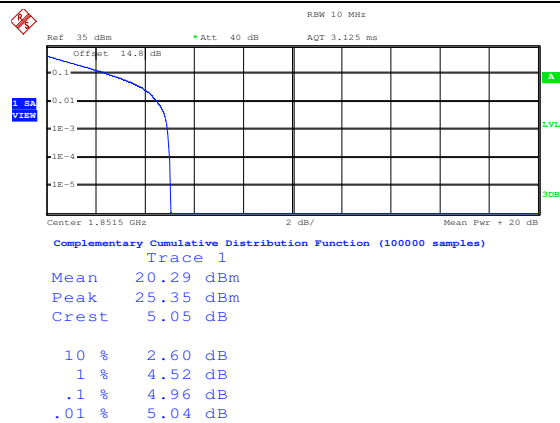 RBW 10 MHz
Ref 35 dBm * Att 40 dB AQT 3.125 ms
Offset 14.8 dB
0.1
A
0.01
1 SA
VIEW
1E-3
LVL
1E-4
1E-5
3DB
Center 1.8515 GHz 2 dB/ Mean Pwr + 20 dB
Complementary Cumulative Distribution Function (100000 samples)
Trace 1
Mean 20.29 dBm
Peak 25.35 dBm
Crest 5.05 dB
10 % 2.60 dB
1 % 4.52 dB
.1 % 4.96 dB
.01 % 5.04 dB